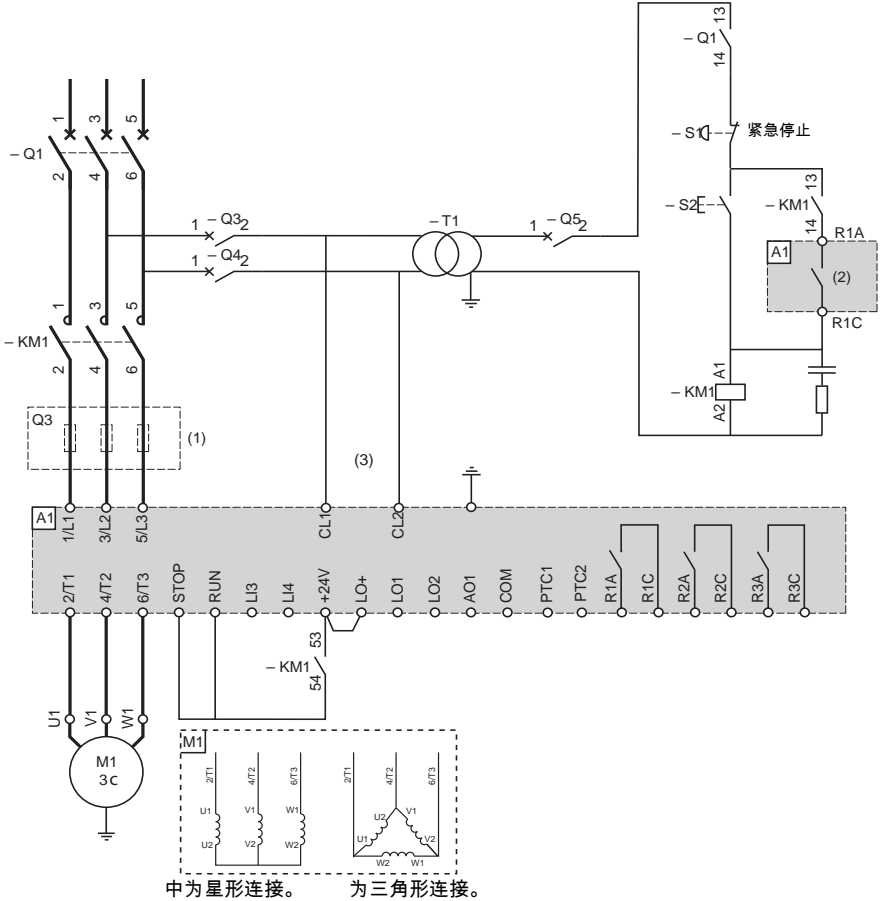 13
– Q1
14
– S1 紧急停止
– S2
13
– KM1
14
R1A
A1
(2)
R1C
A1
– KM1
A2
1 3 5
– Q1
2 4 6
1 – Q3 2
1 – Q4 2
– T1
1 – Q5 2
1 3 5
– KM1
2 4 6
Q3
(1)
(3)
A1
1/L1 3/L2 5/L3 CL1 CL2
2/T1 4/T2 6/T3 STOP RUN LI3 LI4 +24V LO+ LO1 LO2 AO1 COM PTC1 PTC2 R1A R1C R2A R2C R3A R3C
53
– KM1
54
U1 V1 W1
M1
3c
M1
2/T1 4/T2 6/T3 2/T1 4/T2 6/T3
U1 V1 W1 U2 V1
U2 V2 W2 U1 V2
W2 W1
中为星形连接。 为三角形连接。